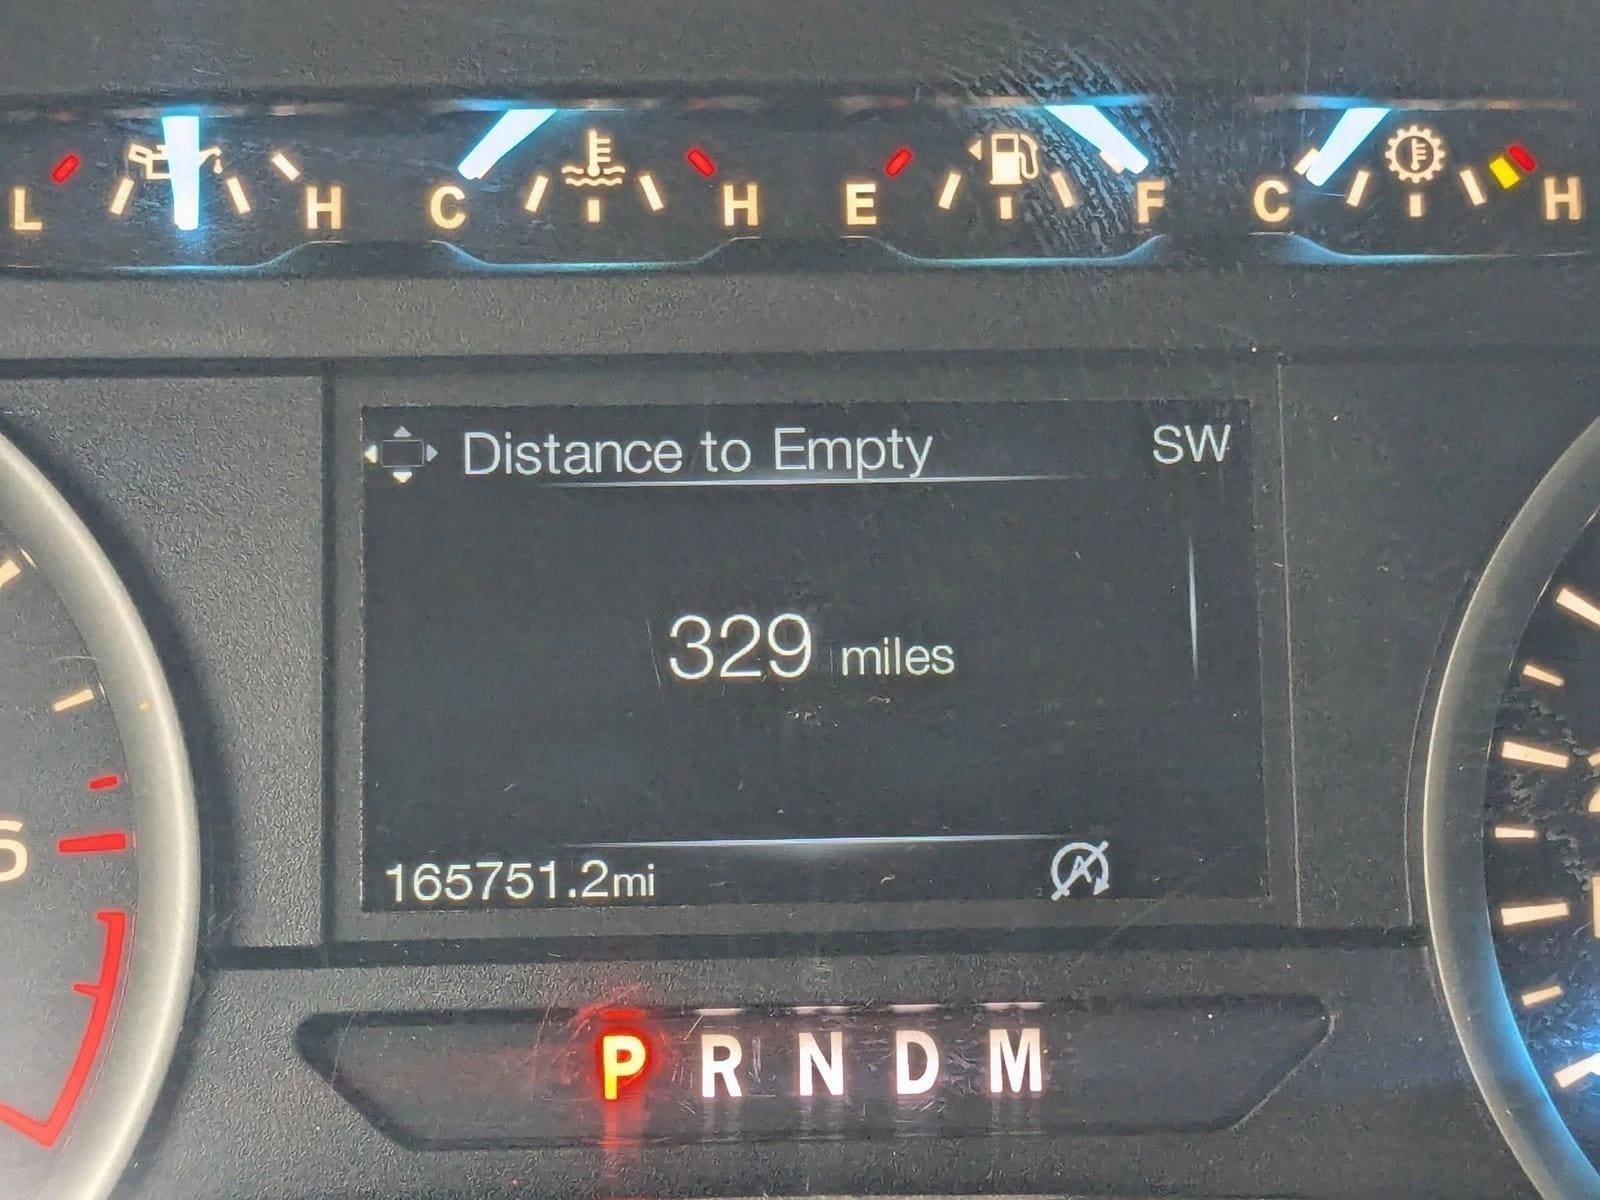 L H C H E F C H
Distance to Empty SW
329 miles
165751.2mi
P R N D M